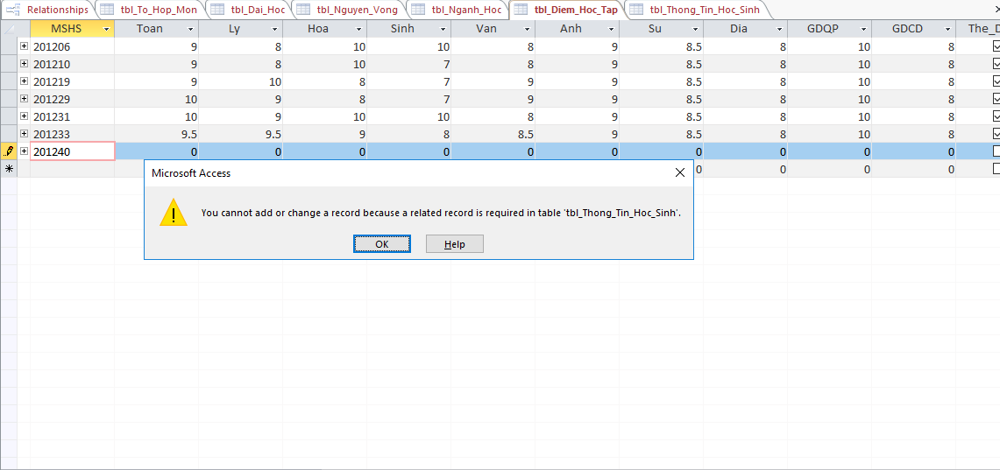 Relationships tbl_To_Hop_Mon tbl_Dai_Hoc tbl_Nguyen_Vong tbl_Nganh_Hoc tbl_Diem_Hoc_Tap tbl_Thong_Tin_Hoc_Sinh
MSHS Toan Ly Hoa Sinh Van Anh Su Dia GDQP GDCD The_D
201206 9 8 10 10 8 9 8.5 8 10 8
201210 9 8 10 7 8 9 8.5 8 10 8
201219 9 10 8 7 9 9 8.5 8 10 8
201229 10 9 8 7 9 9 8.5 8 10 8
201231 10 9 10 10 8 9 8.5 8 10 8
201233 9.5 9.5 9 8 8.5 9 8.5 8 10 8
201240 0 0 0 0 0 0 0 0 0 0
0 0 0 0
Microsoft Access
You cannot add or change a record because a related record is required in table 'tbl_Thong_Tin_Hoc_Sinh'.
OK Help